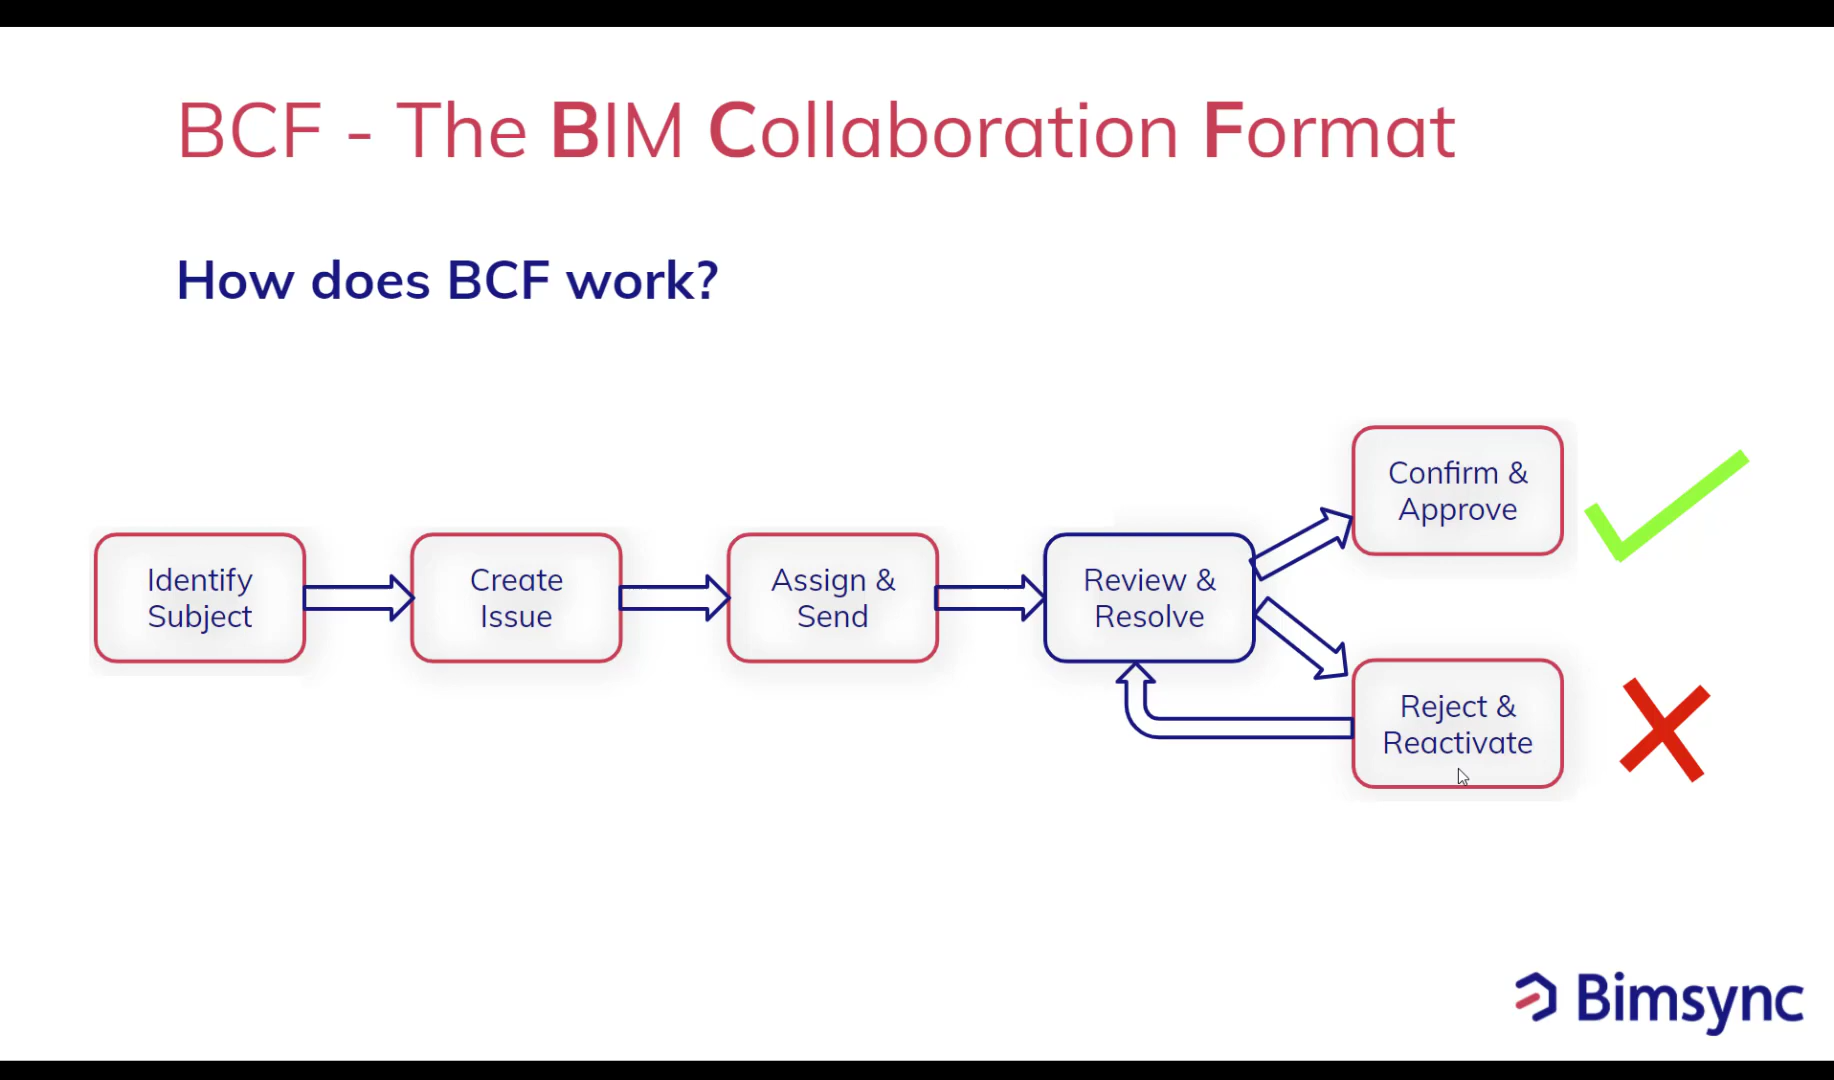 BCF - The BIM Collaboration Format
How does BCF work?
Identify
Subject
Create
Issue
Assign &
Send
Review &
Resolve
Confirm &
Approve
Reject &
Reactivate
Bimsync